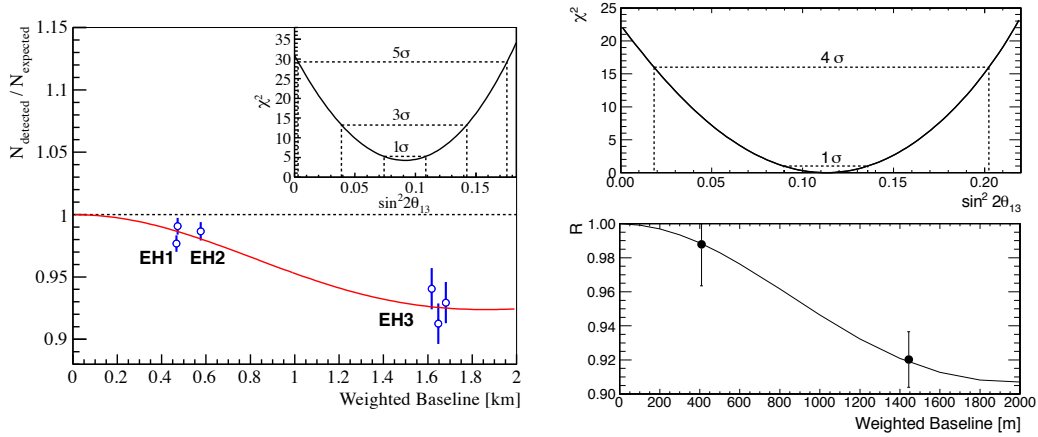 N_detected / N_expected
1.15
1.1
1.05
1
0.95
0.9
0 0.2 0.4 0.6 0.8 1 1.2 1.4 1.6 1.8 2
Weighted Baseline [km]
EH1
EH2
EH3
χ²
35
30
25
20
15
10
5
0
5σ
3σ
1σ
0 0.05 0.1 0.15
sin² 2θ₁₃
χ²
25
20
15
10
5
0
4 σ
1 σ
0.00 0.05 0.10 0.15 0.20
sin² 2θ₁₃
R
1.00
0.98
0.96
0.94
0.92
0.90
0 200 400 600 800 1000 1200 1400 1600 1800 2000
Weighted Baseline [m]